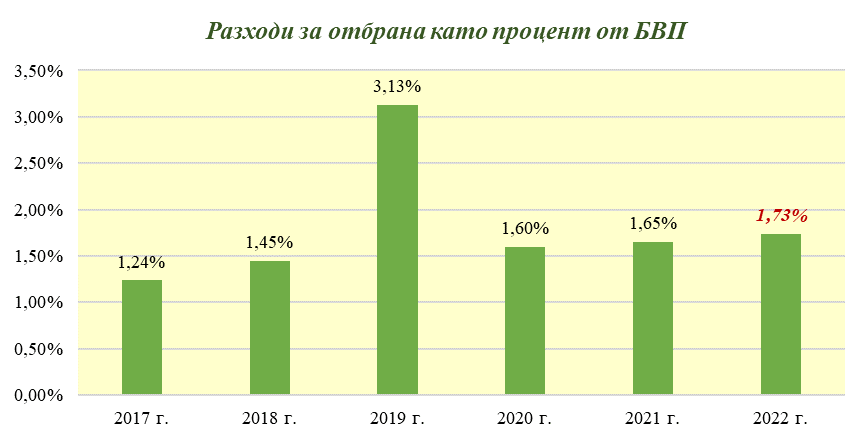 Разходи за отбрана като процент от БВП
3,50%
3,00%
2,50%
2,00%
1,50%
1,00%
0,50%
0,00%
1,24%
1,45%
3,13%
1,60%
1,65%
1,73%
2017 г.
2018 г.
2019 г.
2020 г.
2021 г.
2022 г.